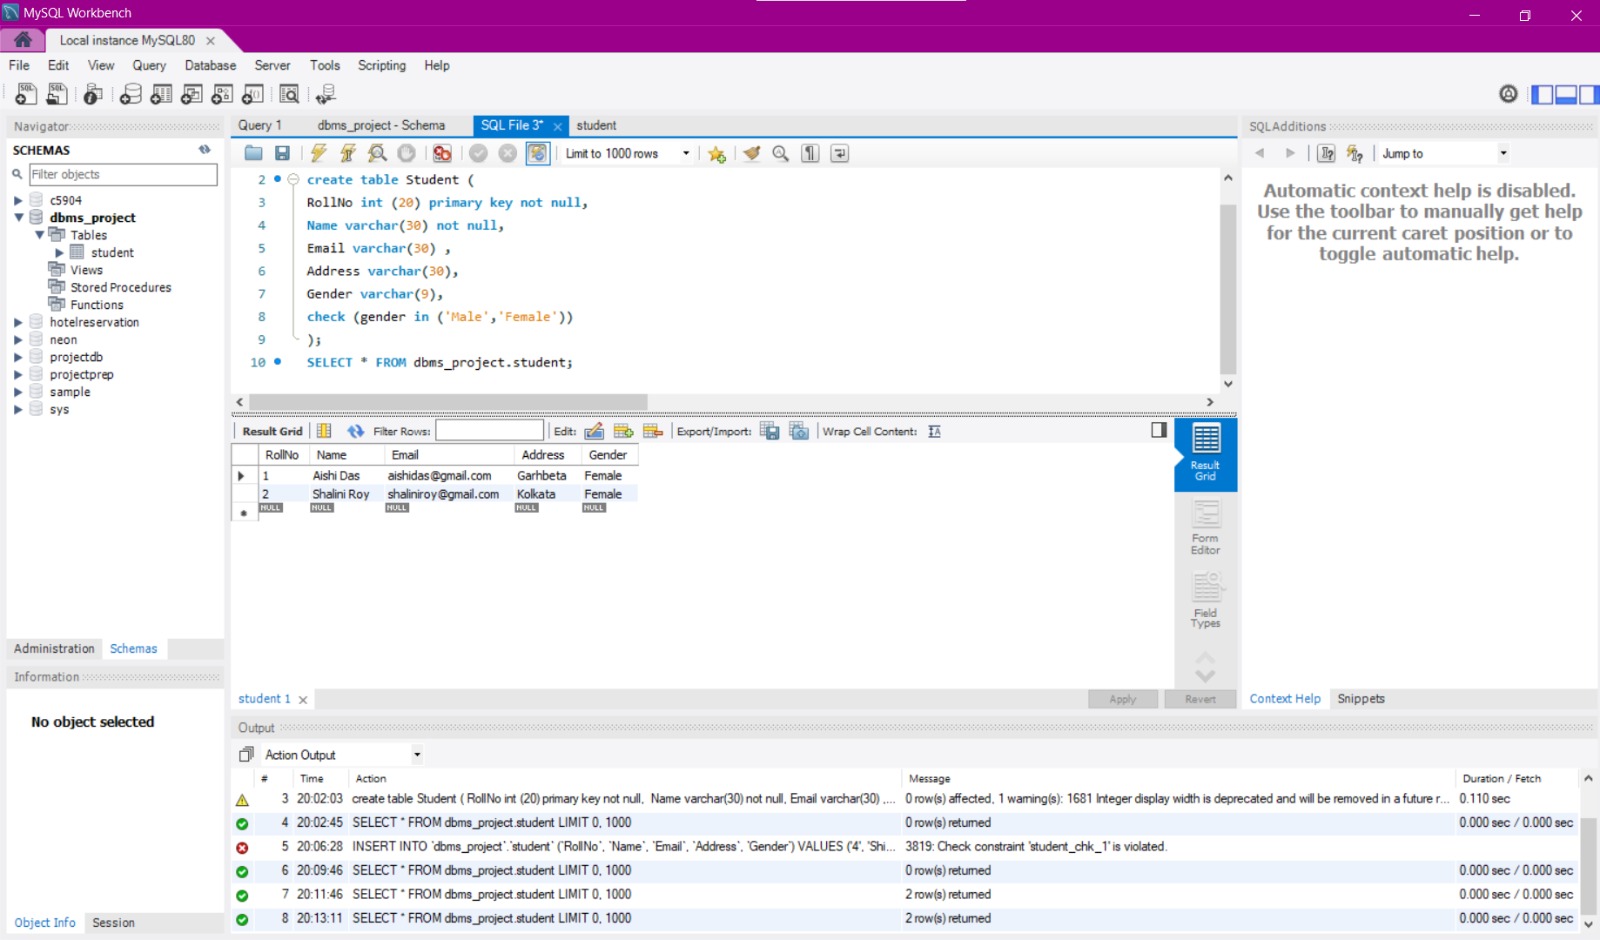 MySQL Workbench
Local instance MySQL80
File Edit View Query Database Server Tools Scripting Help
Navigator
SCHEMAS
Filter objects
c5904
dbms_project
Tables
student
Views
Stored Procedures
Functions
hotelreservation
neon
projectdb
projectprep
sample
sys
Administration Schemas
Information
No object selected
Object Info Session
Query 1 dbms_project - Schema SQL File 3* student
Limit to 1000 rows
2 create table Student (
3 RollNo int (20) primary key not null,
4 Name varchar(30) not null,
5 Email varchar(30) ,
6 Address varchar(30),
7 Gender varchar(9),
8 check (gender in ('Male','Female'))
9 );
10 SELECT * FROM dbms_project.student;
Result Grid Filter Rows: Edit: Export/Import: Wrap Cell Content:
RollNo Name Email Address Gender
1 Aishi Das aishidas@gmail.com Garhbeta Female
2 Shalini Roy shaliniroy@gmail.com Kolkata Female
NULL NULL NULL NULL NULL
Result
Grid
Form
Editor
Field
Types
student 1
Apply Revert
SQLAdditions
Jump to
Automatic context help is disabled.
Use the toolbar to manually get help
for the current caret position or to
toggle automatic help.
Context Help Snippets
Output
Action Output
# Time Action Message Duration / Fetch
3 20:02:03 create table Student ( RollNo int (20) primary key not null, Name varchar(30) not null, Email varchar(30) ,... 0 row(s) affected, 1 warning(s): 1681 Integer display width is deprecated and will be removed in a future r... 0.110 sec
4 20:02:45 SELECT * FROM dbms_project.student LIMIT 0, 1000 0 row(s) returned 0.000 sec / 0.000 sec
5 20:06:28 INSERT INTO `dbms_project`.`student` (`RollNo`, `Name`, `Email`, `Address`, `Gender`) VALUES ('4', 'Shi... 3819: Check constraint 'student_chk_1' is violated.
6 20:09:46 SELECT * FROM dbms_project.student LIMIT 0, 1000 0 row(s) returned 0.000 sec / 0.000 sec
7 20:11:46 SELECT * FROM dbms_project.student LIMIT 0, 1000 2 row(s) returned 0.000 sec / 0.000 sec
8 20:13:11 SELECT * FROM dbms_project.student LIMIT 0, 1000 2 row(s) returned 0.000 sec / 0.000 sec